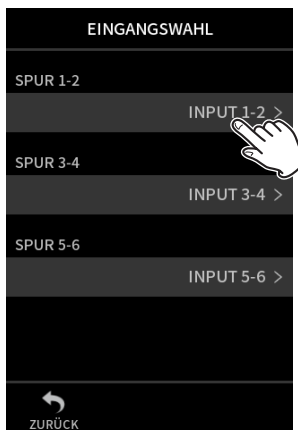 EINGANGSWAHL
SPUR 1-2
INPUT 1-2 >
SPUR 3-4
INPUT 3-4 >
SPUR 5-6
INPUT 5-6 >
ZURÜCK